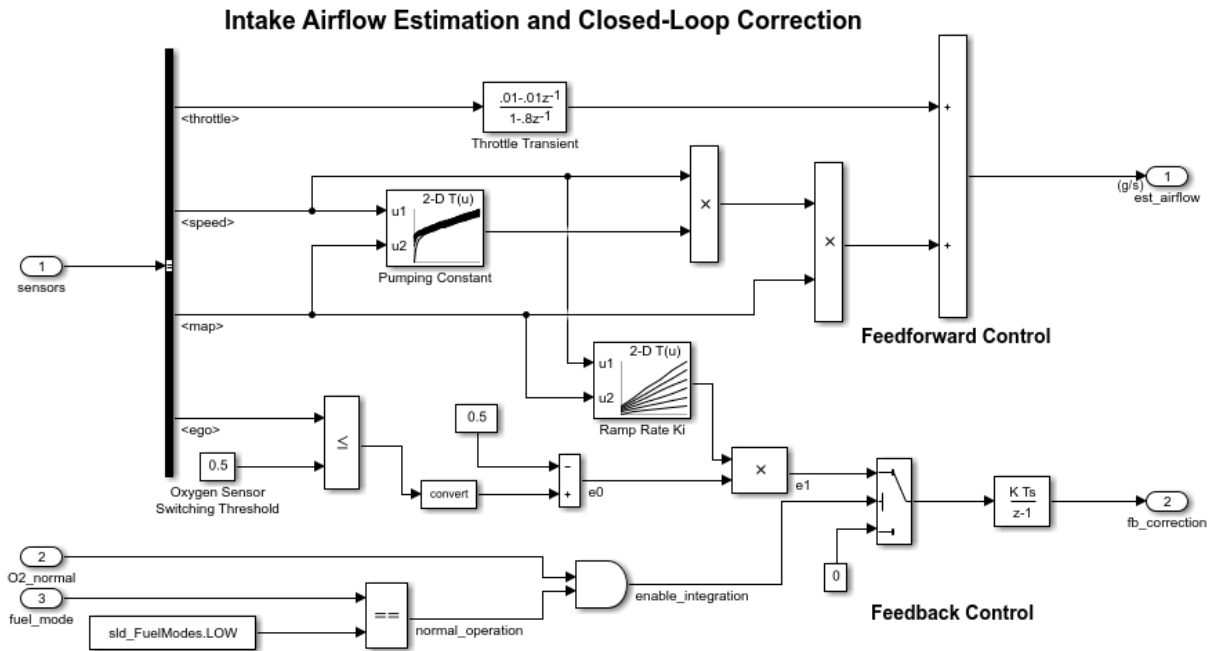 Intake Airflow Estimation and Closed-Loop Correction
.01-.01z-1
1-.8z-1
Throttle Transient
<throttle>
+
(g/s)
1
est_airflow
2-D T(u)
u1
u2
Pumping Constant
<speed>
×
×
+
1
sensors
<map>
Feedforward Control
2-D T(u)
u1
u2
Ramp Rate Ki
<ego>
≤
0.5
0.5
Oxygen Sensor
Switching Threshold
convert
−
+
e0
×
e1
K Ts
z-1
2
fb_correction
2
O2_normal
3
fuel_mode
sld_FuelModes.LOW
==
normal_operation
enable_integration
0
Feedback Control